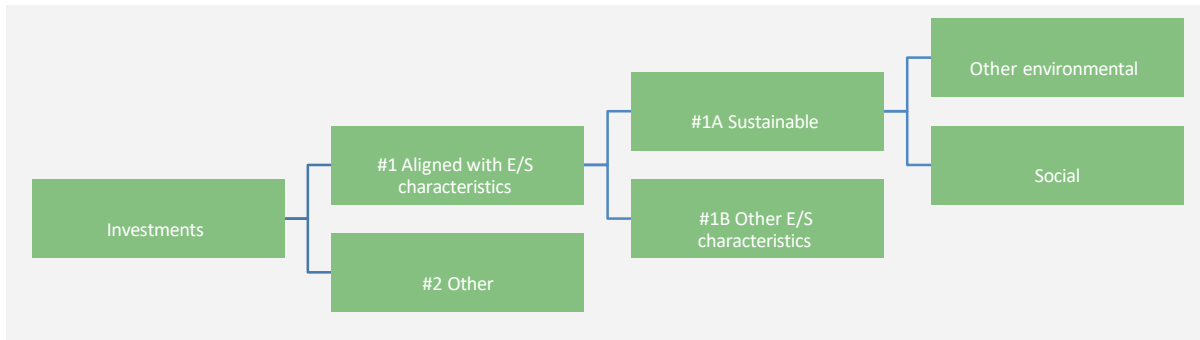 Investments
#1 Aligned with E/S
characteristics
#2 Other
#1A Sustainable
#1B Other E/S
characteristics
Other environmental
Social